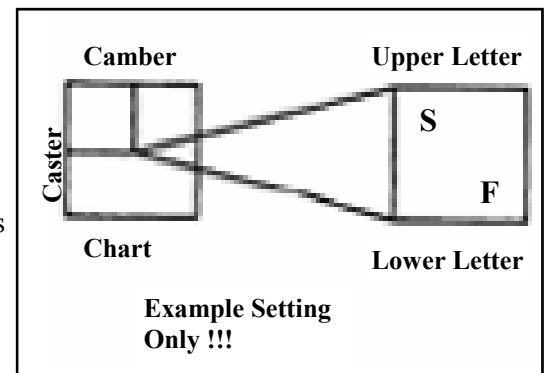 Camber
Upper Letter
Caster
S
F
s
Chart
Lower Letter
Example Setting
Only !!!